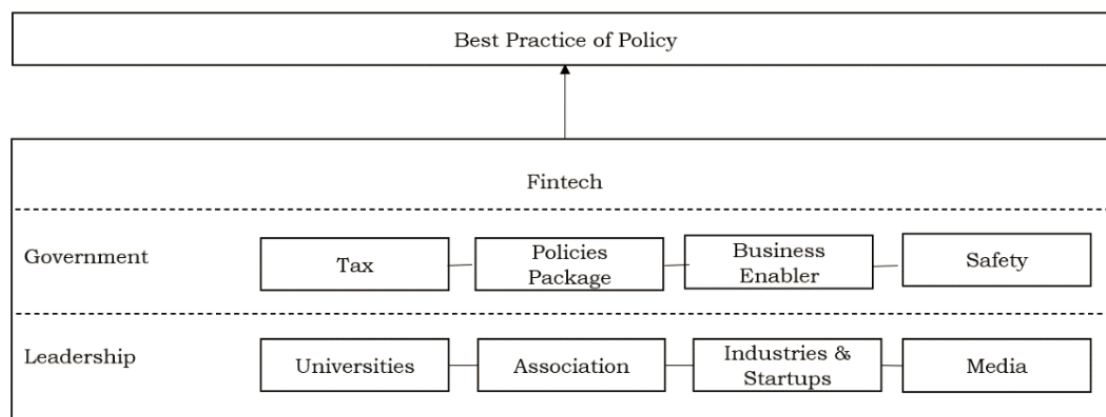 Best Practice of Policy
Fintech
Government
Tax
Policies
Package
Business
Enabler
Safety
Leadership
Universities
Association
Industries &
Startups
Media